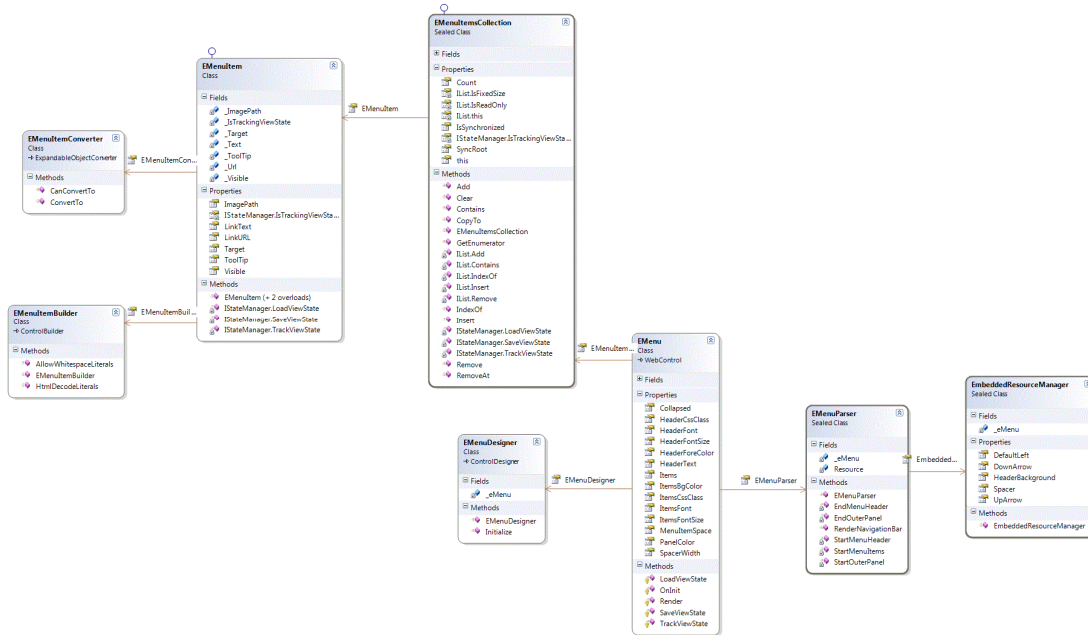 EMenuItemConverter
Class
ExpandableObjectConverter
Methods
CanConvertTo
ConvertTo
EMenuItemBuilder
Class
ControlBuilder
Methods
AllowWhitespaceLiterals
EMenuItemBuilder
HtmlDecodeLiterals
EMenuItemCon...
EMenuItemBuil...
EMenuItem
Class
Fields
_ImagePath
_IsTrackingViewState
_Target
_Text
_ToolTip
_Url
_Visible
Properties
ImagePath
IStateManager.IsTrackingViewSta...
LinkText
LinkURL
Target
ToolTip
Visible
Methods
EMenuItem (+ 2 overloads)
IStateManager.LoadViewState
IStateManager.SaveViewState
IStateManager.TrackViewState
EMenuItem
EMenuItemsCollection
Sealed Class
Fields
Properties
Count
IList.IsFixedSize
IList.IsReadOnly
IList.this
IsSynchronized
IStateManager.IsTrackingViewSta...
SyncRoot
this
Methods
Add
Clear
Contains
CopyTo
EMenuItemsCollection
GetEnumerator
IList.Add
IList.Contains
IList.IndexOf
IList.Insert
IList.Remove
IndexOf
Insert
IStateManager.LoadViewState
IStateManager.SaveViewState
IStateManager.TrackViewState
Remove
RemoveAt
EMenuDesigner
Class
ControlDesigner
Fields
_eMenu
Methods
EMenuDesigner
Initialize
EMenuItem...
EMenuDesigner
EMenu
Class
WebControl
Fields
Properties
Collapsed
HeaderCssClass
HeaderFont
HeaderFontSize
HeaderForeColor
HeaderText
Items
ItemsBgColor
ItemsCssClass
ItemsFont
ItemsFontSize
MenuItemSpace
PanelColor
SpacerWidth
Methods
LoadViewState
OnInit
Render
SaveViewState
TrackViewState
EMenuParser
EMenuParser
Sealed Class
Fields
_eMenu
Resource
Methods
EMenuParser
EndMenuHeader
EndOuterPanel
RenderNavigationBar
StartMenuHeader
StartMenuItems
StartOuterPanel
Embedded...
EmbeddedResourceManager
Sealed Class
Fields
_eMenu
Properties
DefaultLeft
DownArrow
HeaderBackground
Spacer
UpArrow
Methods
EmbeddedResourceManager